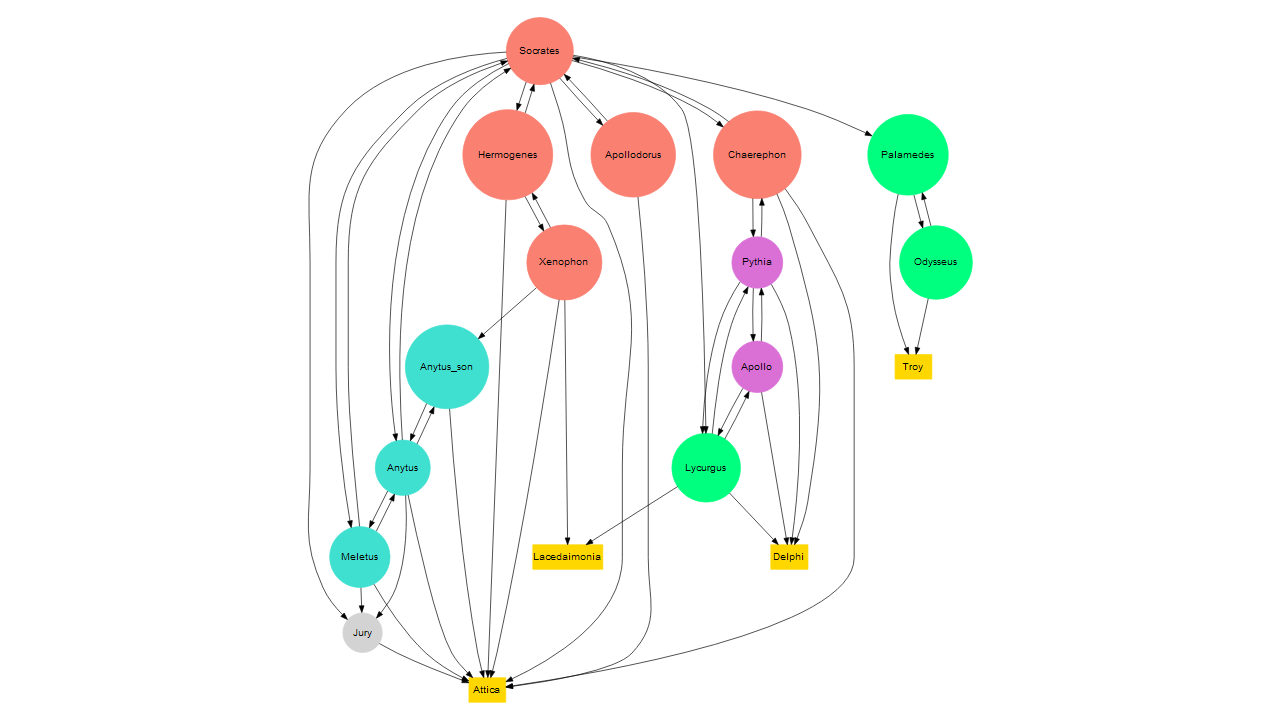 Socrates
Hermogenes
Apollodorus
Chaerephon
Palamedes
Xenophon
Pythia
Odysseus
Anytus_son
Apollo
Troy
Anytus
Lycurgus
Meletus
Lacedaimonia
Delphi
Jury
Attica